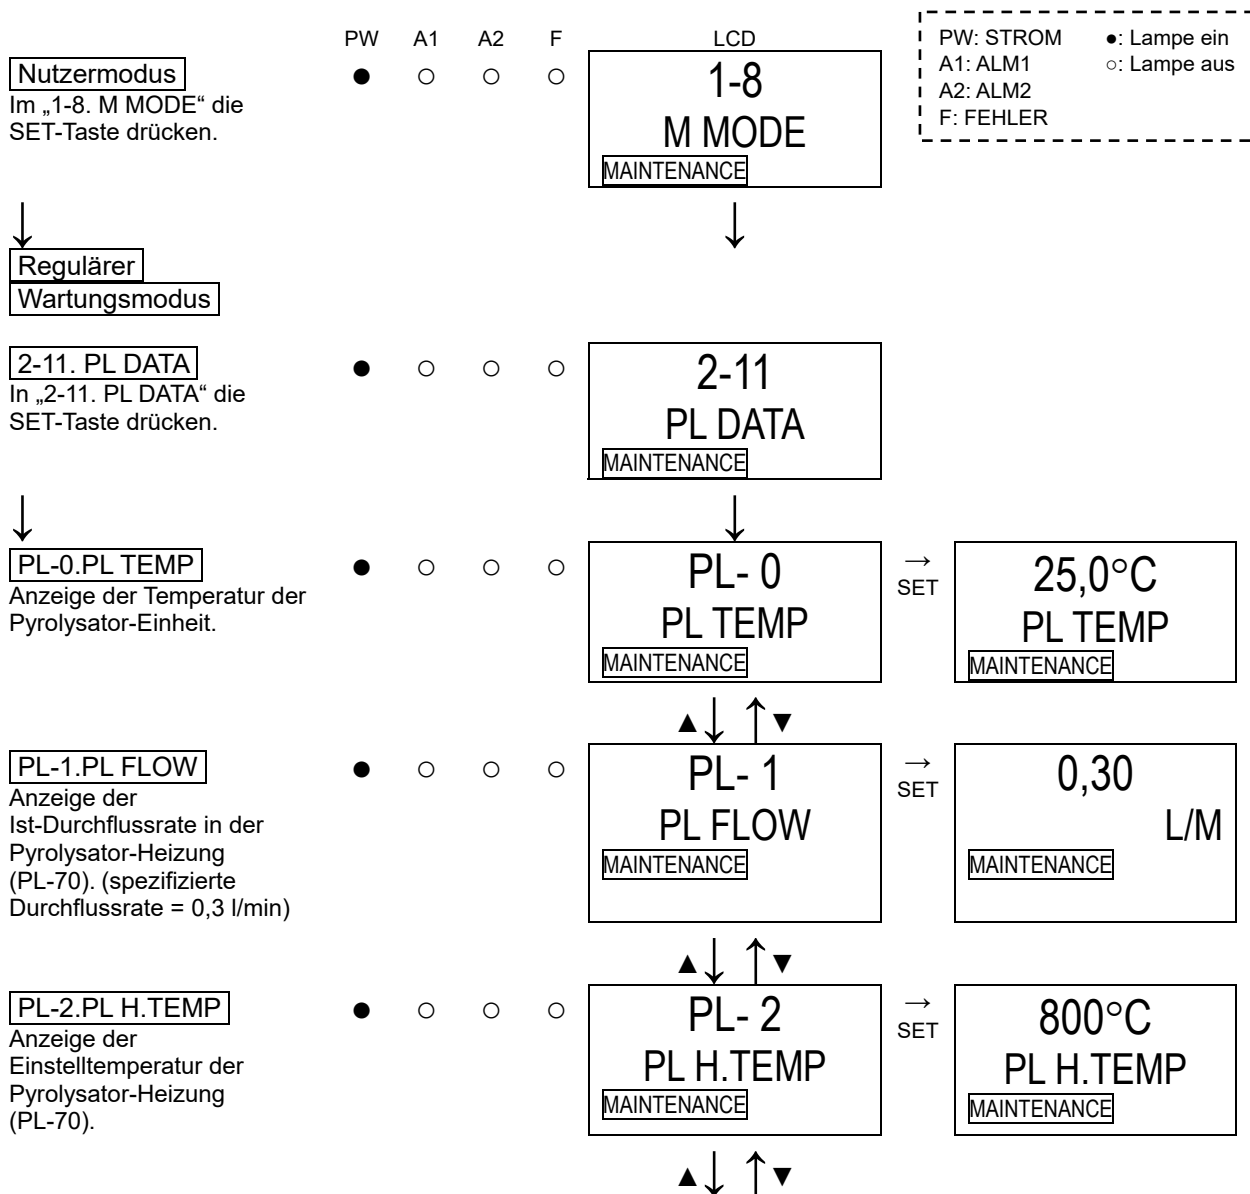 PW A1 A2 F LCD
PW: STROM ●: Lampe ein
A1: ALM1 ○: Lampe aus
A2: ALM2
F: FEHLER
Nutzermodus ● ○ ○ ○
Im „1-8. M MODE“ die
SET-Taste drücken.
1-8
M MODE
MAINTENANCE
↓ ↓
Regulärer
Wartungsmodus
2-11. PL DATA ● ○ ○ ○
In „2-11. PL DATA“ die
SET-Taste drücken.
2-11
PL DATA
MAINTENANCE
↓ ↓
PL-0.PL TEMP ● ○ ○ ○
Anzeige der Temperatur der
Pyrolysator-Einheit.
PL- 0
PL TEMP
MAINTENANCE
→
SET
25,0°C
PL TEMP
MAINTENANCE
▲↓ ↑▼
PL-1.PL FLOW ● ○ ○ ○
Anzeige der
Ist-Durchflussrate in der
Pyrolysator-Heizung
(PL-70). (spezifizierte
Durchflussrate = 0,3 l/min)
PL- 1
PL FLOW
MAINTENANCE
→
SET
0,30
L/M
MAINTENANCE
▲↓ ↑▼
PL-2.PL H.TEMP ● ○ ○ ○
Anzeige der
Einstelltemperatur der
Pyrolysator-Heizung
(PL-70).
PL- 2
PL H.TEMP
MAINTENANCE
→
SET
800°C
PL H.TEMP
MAINTENANCE
▲↓ ↑▼